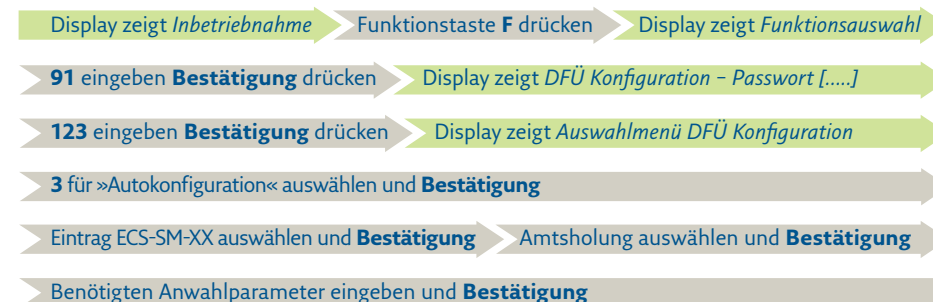 Display zeigt Inbetriebnahme Funktionstaste F drücken Display zeigt Funktionsauswahl
91 eingeben Bestätigung drücken Display zeigt DFÜ Konfiguration – Passwort [.....]
123 eingeben Bestätigung drücken Display zeigt Auswahlmenü DFÜ Konfiguration
3 für »Autokonfiguration« auswählen und Bestätigung
Eintrag ECS-SM-XX auswählen und Bestätigung Amtsholung auswählen und Bestätigung
Benötigten Anwahlparameter eingeben und Bestätigung